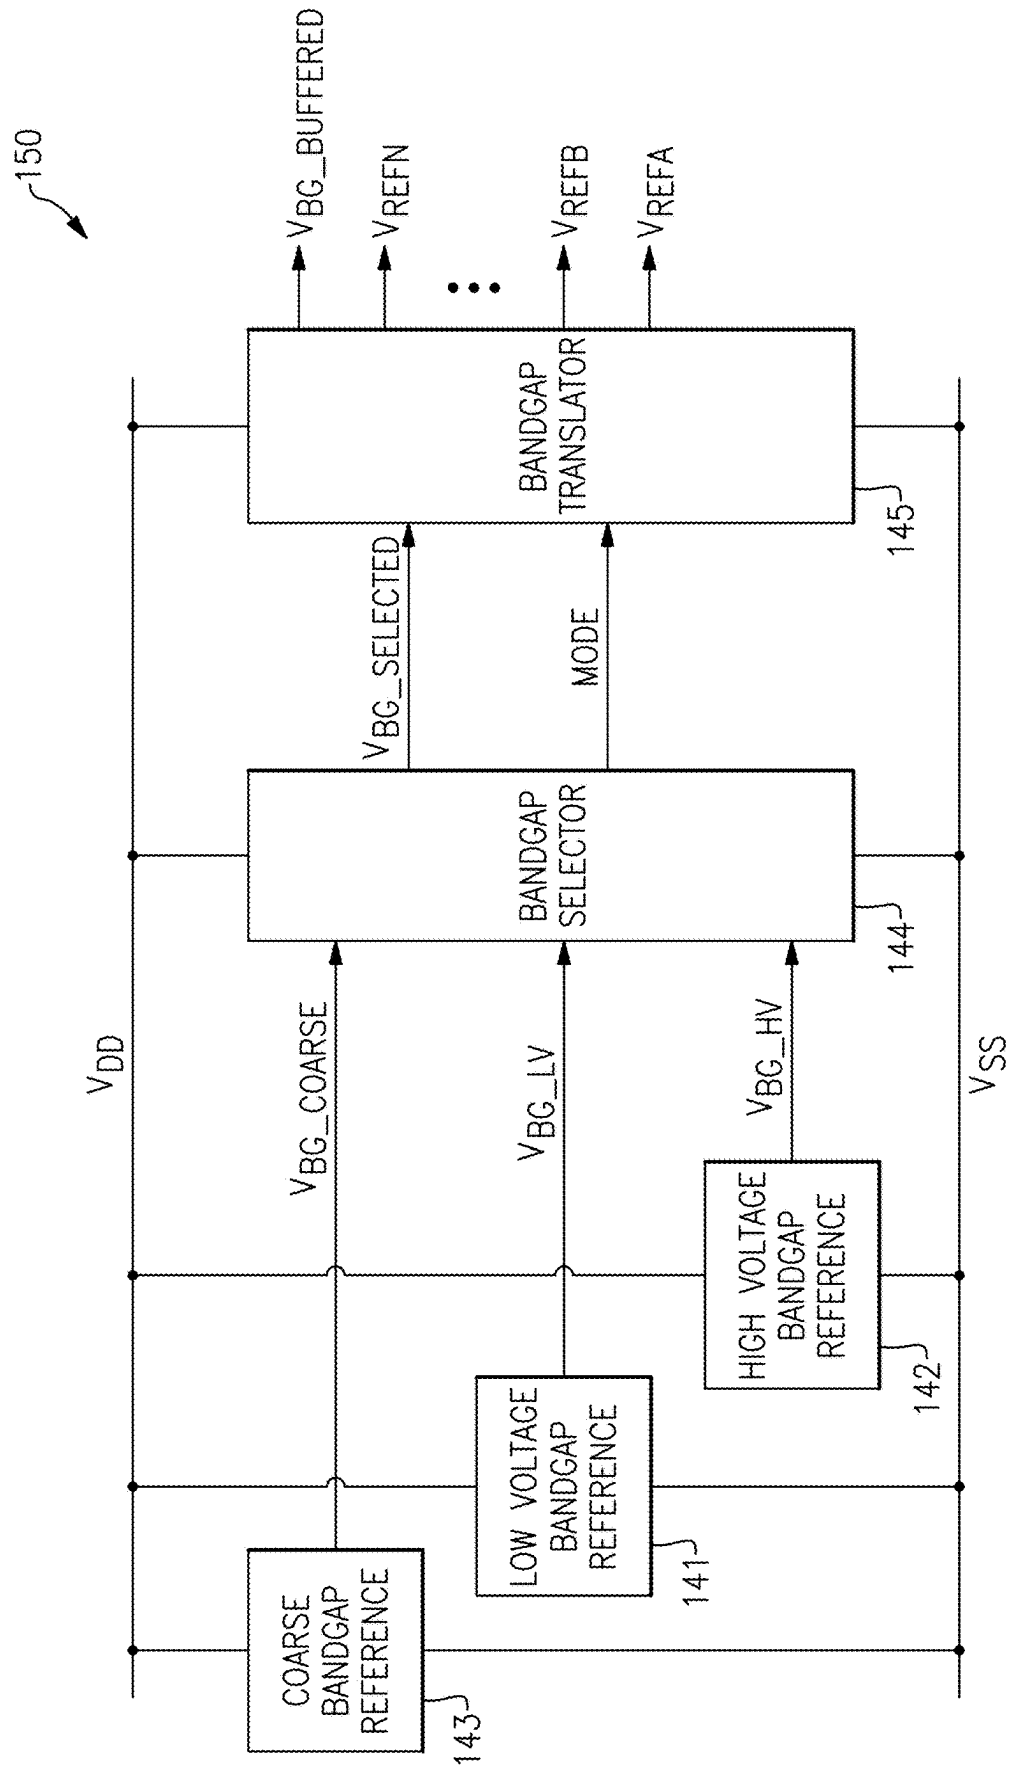 150
V_DD
COARSE
BANDGAP
REFERENCE
143
V_BG_COARSE
LOW VOLTAGE
BANDGAP
REFERENCE
141
V_BG_LV
HIGH VOLTAGE
BANDGAP
REFERENCE
142
V_BG_HV
BANDGAP
SELECTOR
144
V_BG_SELECTED
MODE
BANDGAP
TRANSLATOR
145
V_BG_BUFFERED
V_REFN
•••
V_REFB
V_REFA
V_SS